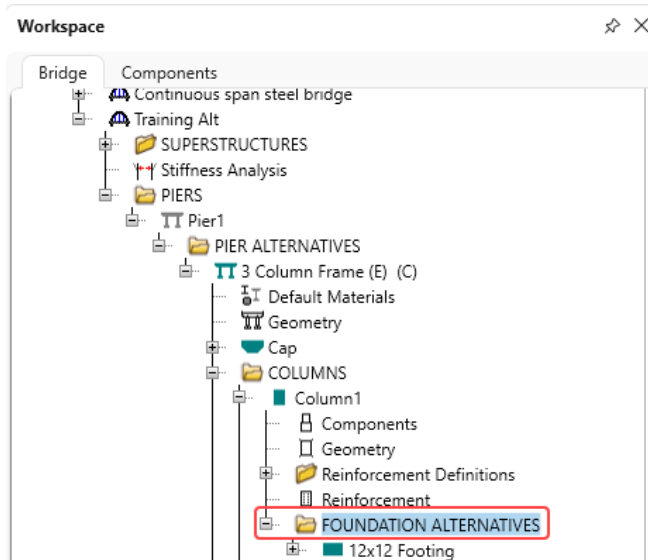 Workspace
Bridge Components
Continuous span steel bridge
Training Alt
SUPERSTRUCTURES
Stiffness Analysis
PIERS
Pier1
PIER ALTERNATIVES
3 Column Frame (E) (C)
Default Materials
Geometry
Cap
COLUMNS
Column1
Components
Geometry
Reinforcement Definitions
Reinforcement
FOUNDATION ALTERNATIVES
12x12 Footing